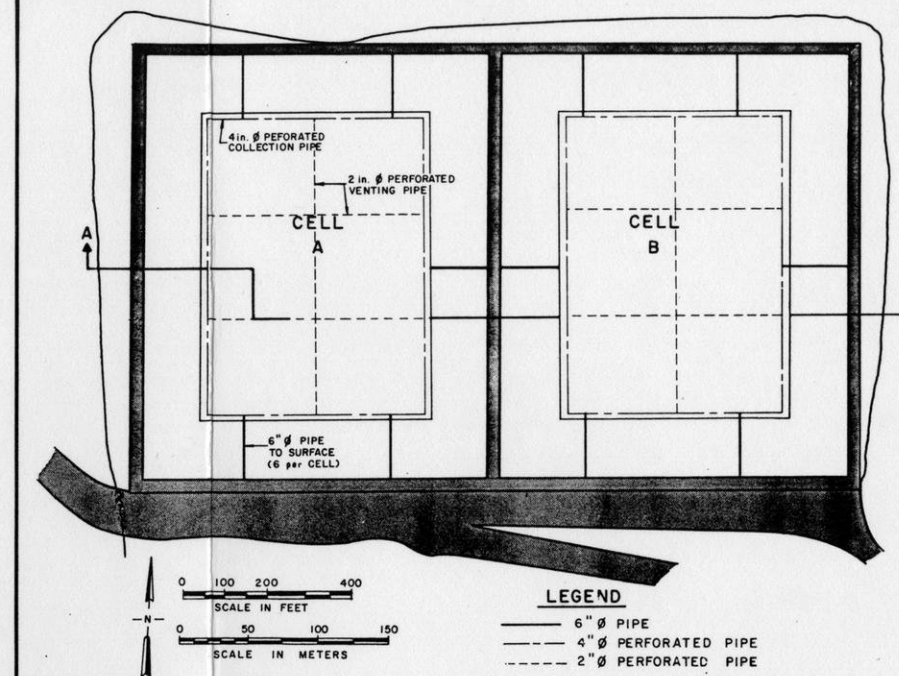 4 in. Ø PEFORATED
COLLECTION PIPE
2 in. Ø PERFORATED
VENTING PIPE
CELL
A
CELL
B
A
6" Ø PIPE
TO SURFACE
(6 per CELL)
0 100 200 400
SCALE IN FEET
N
0 50 100 150
SCALE IN METERS
LEGEND
6" Ø PIPE
4" Ø PERFORATED PIPE
2" Ø PERFORATED PIPE